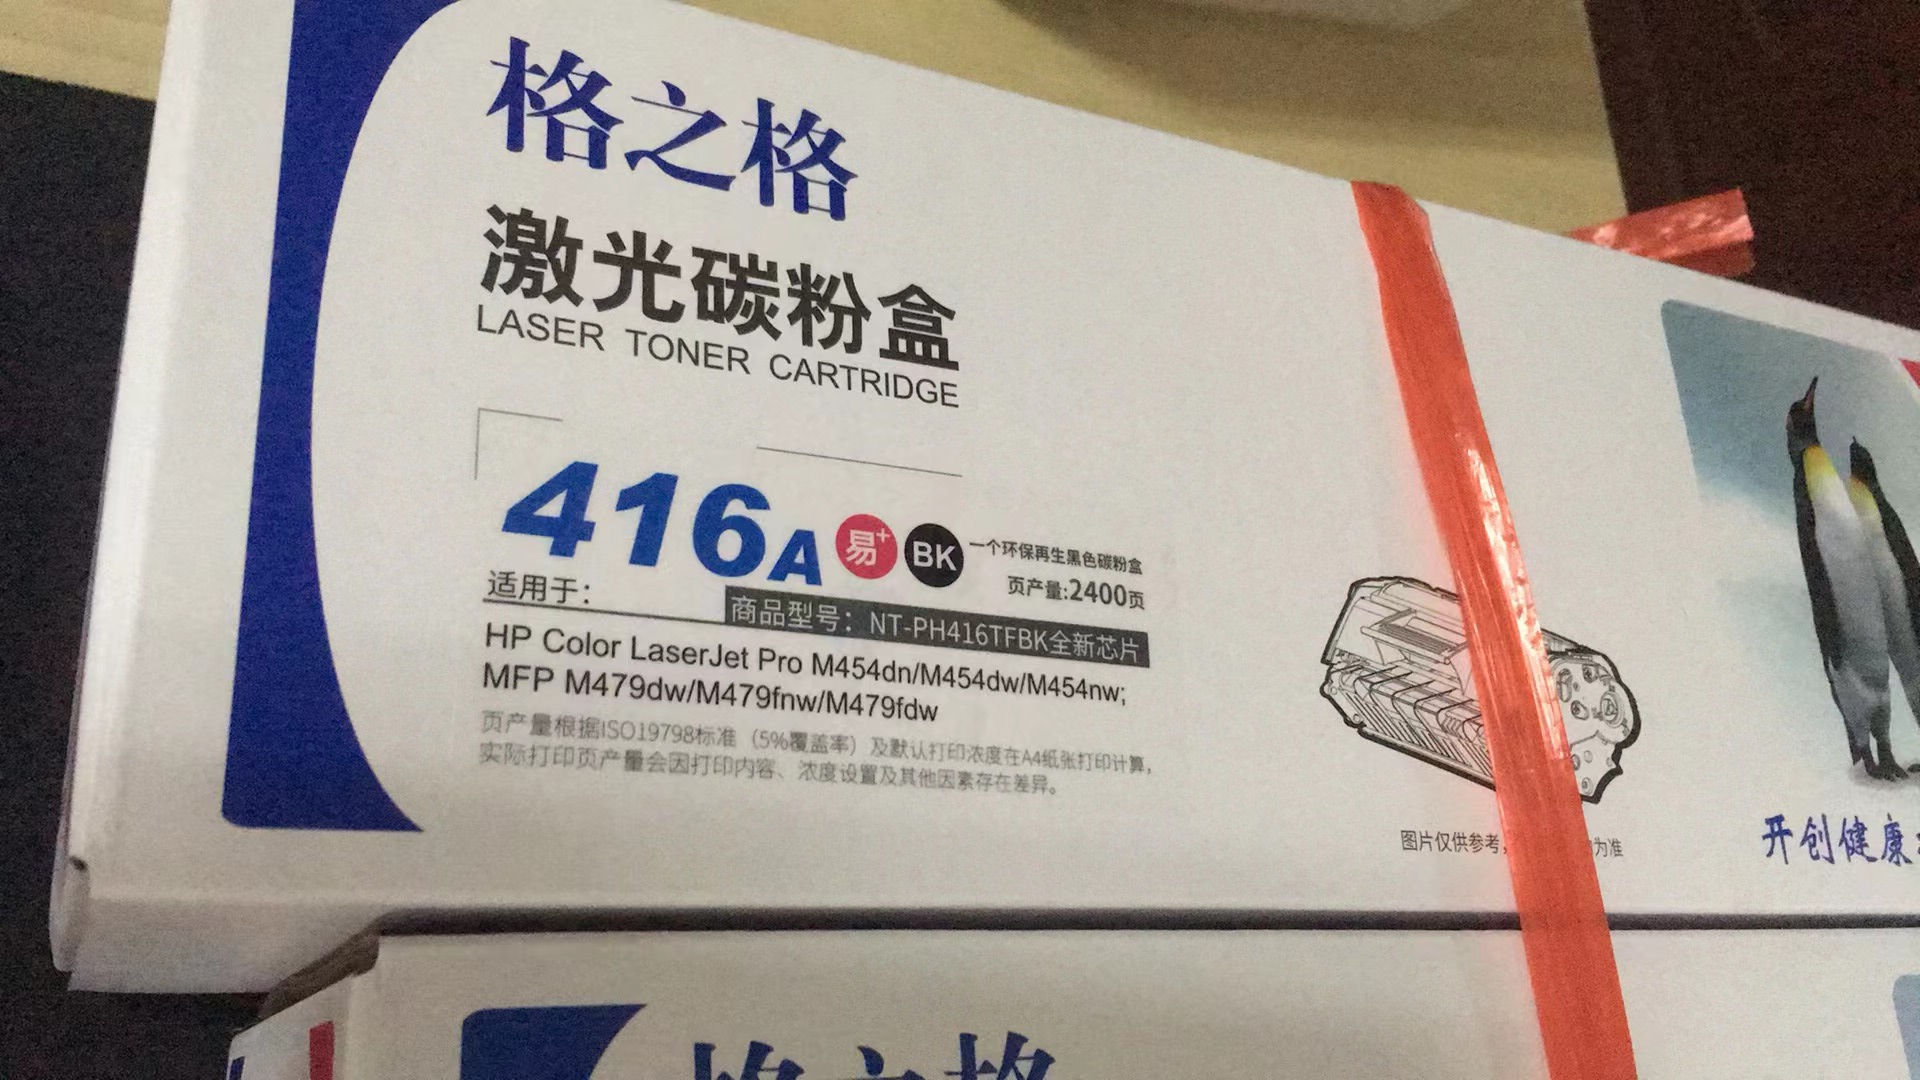 格之格
激光碳粉盒
LASER TONER CARTRIDGE
416A 易+ BK 一个环保再生黑色碳粉盒
页产量:2400页
适用于：
商品型号：NT-PH416TFBK全新芯片
HP Color LaserJet Pro M454dn/M454dw/M454nw;
MFP M479dw/M479fnw/M479fdw
页产量根据ISO19798标准（5%覆盖率）及默认打印浓度在A4纸张打印计算，
实际打印页产量会因打印内容、浓度设置及其他因素存在差异。
图片仅供参考，
为准
开创健康
格之格